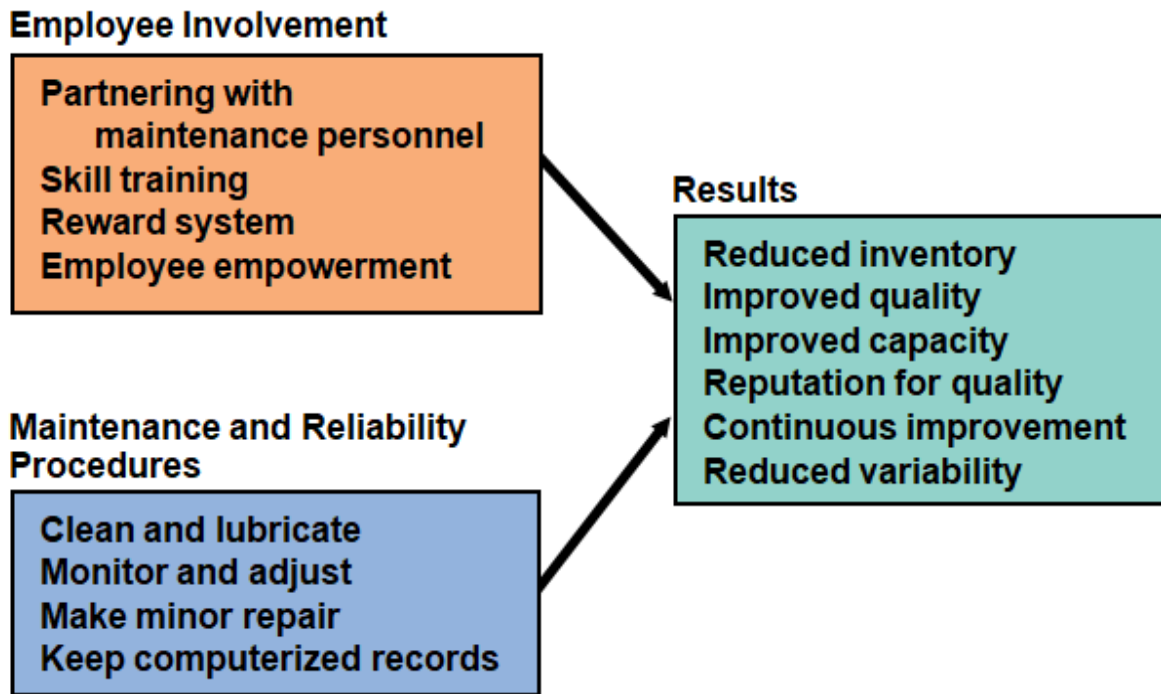 Employee Involvement
Partnering with
maintenance personnel
Skill training
Reward system
Employee empowerment
Results
Reduced inventory
Improved quality
Improved capacity
Reputation for quality
Continuous improvement
Reduced variability
Maintenance and Reliability
Procedures
Clean and lubricate
Monitor and adjust
Make minor repair
Keep computerized records